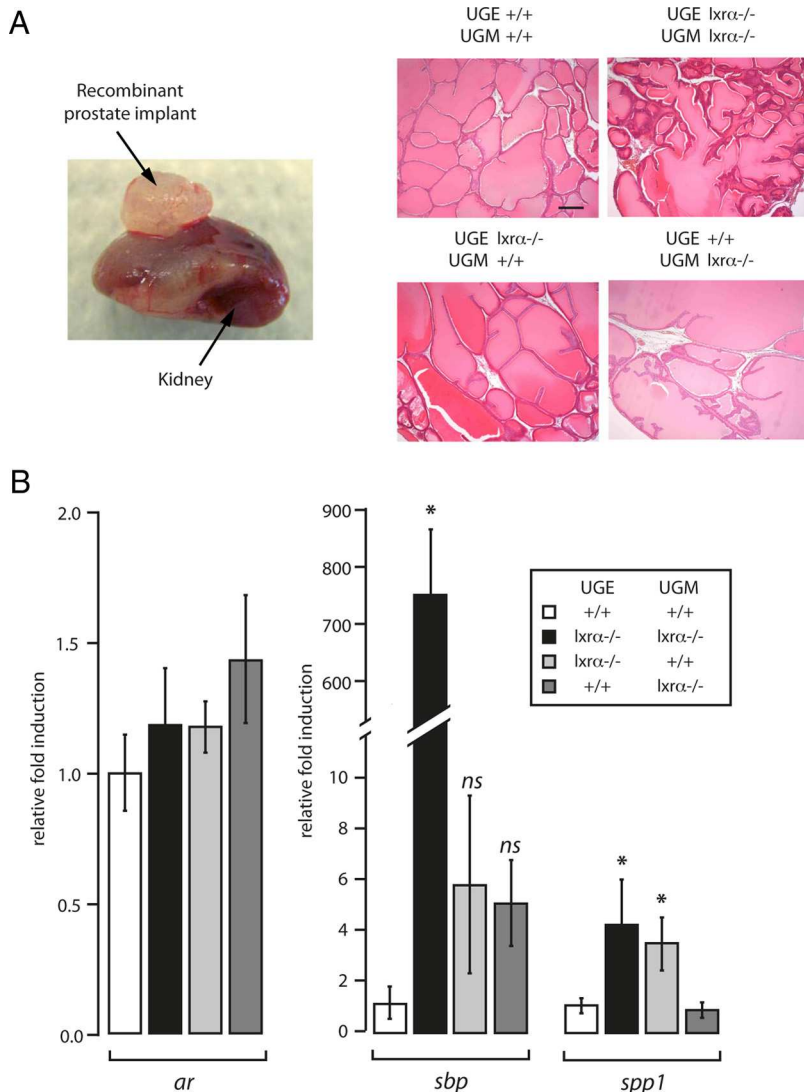 A
Recombinant
prostate implant
Kidney
UGE +/+
UGM +/+
UGE lxrα-/-
UGM lxrα-/-
UGE lxrα-/-
UGM +/+
UGE +/+
UGM lxrα-/-
B
relative fold induction
2.0
1.5
1.0
0.5
0.0
ar
relative fold induction
900
800
700
600
10
8
6
4
2
0
*
ns
ns
sbp
*
*
spp1
UGE UGM
+/+ +/+
lxrα-/- lxrα-/-
lxrα-/- +/+
+/+ lxrα-/-